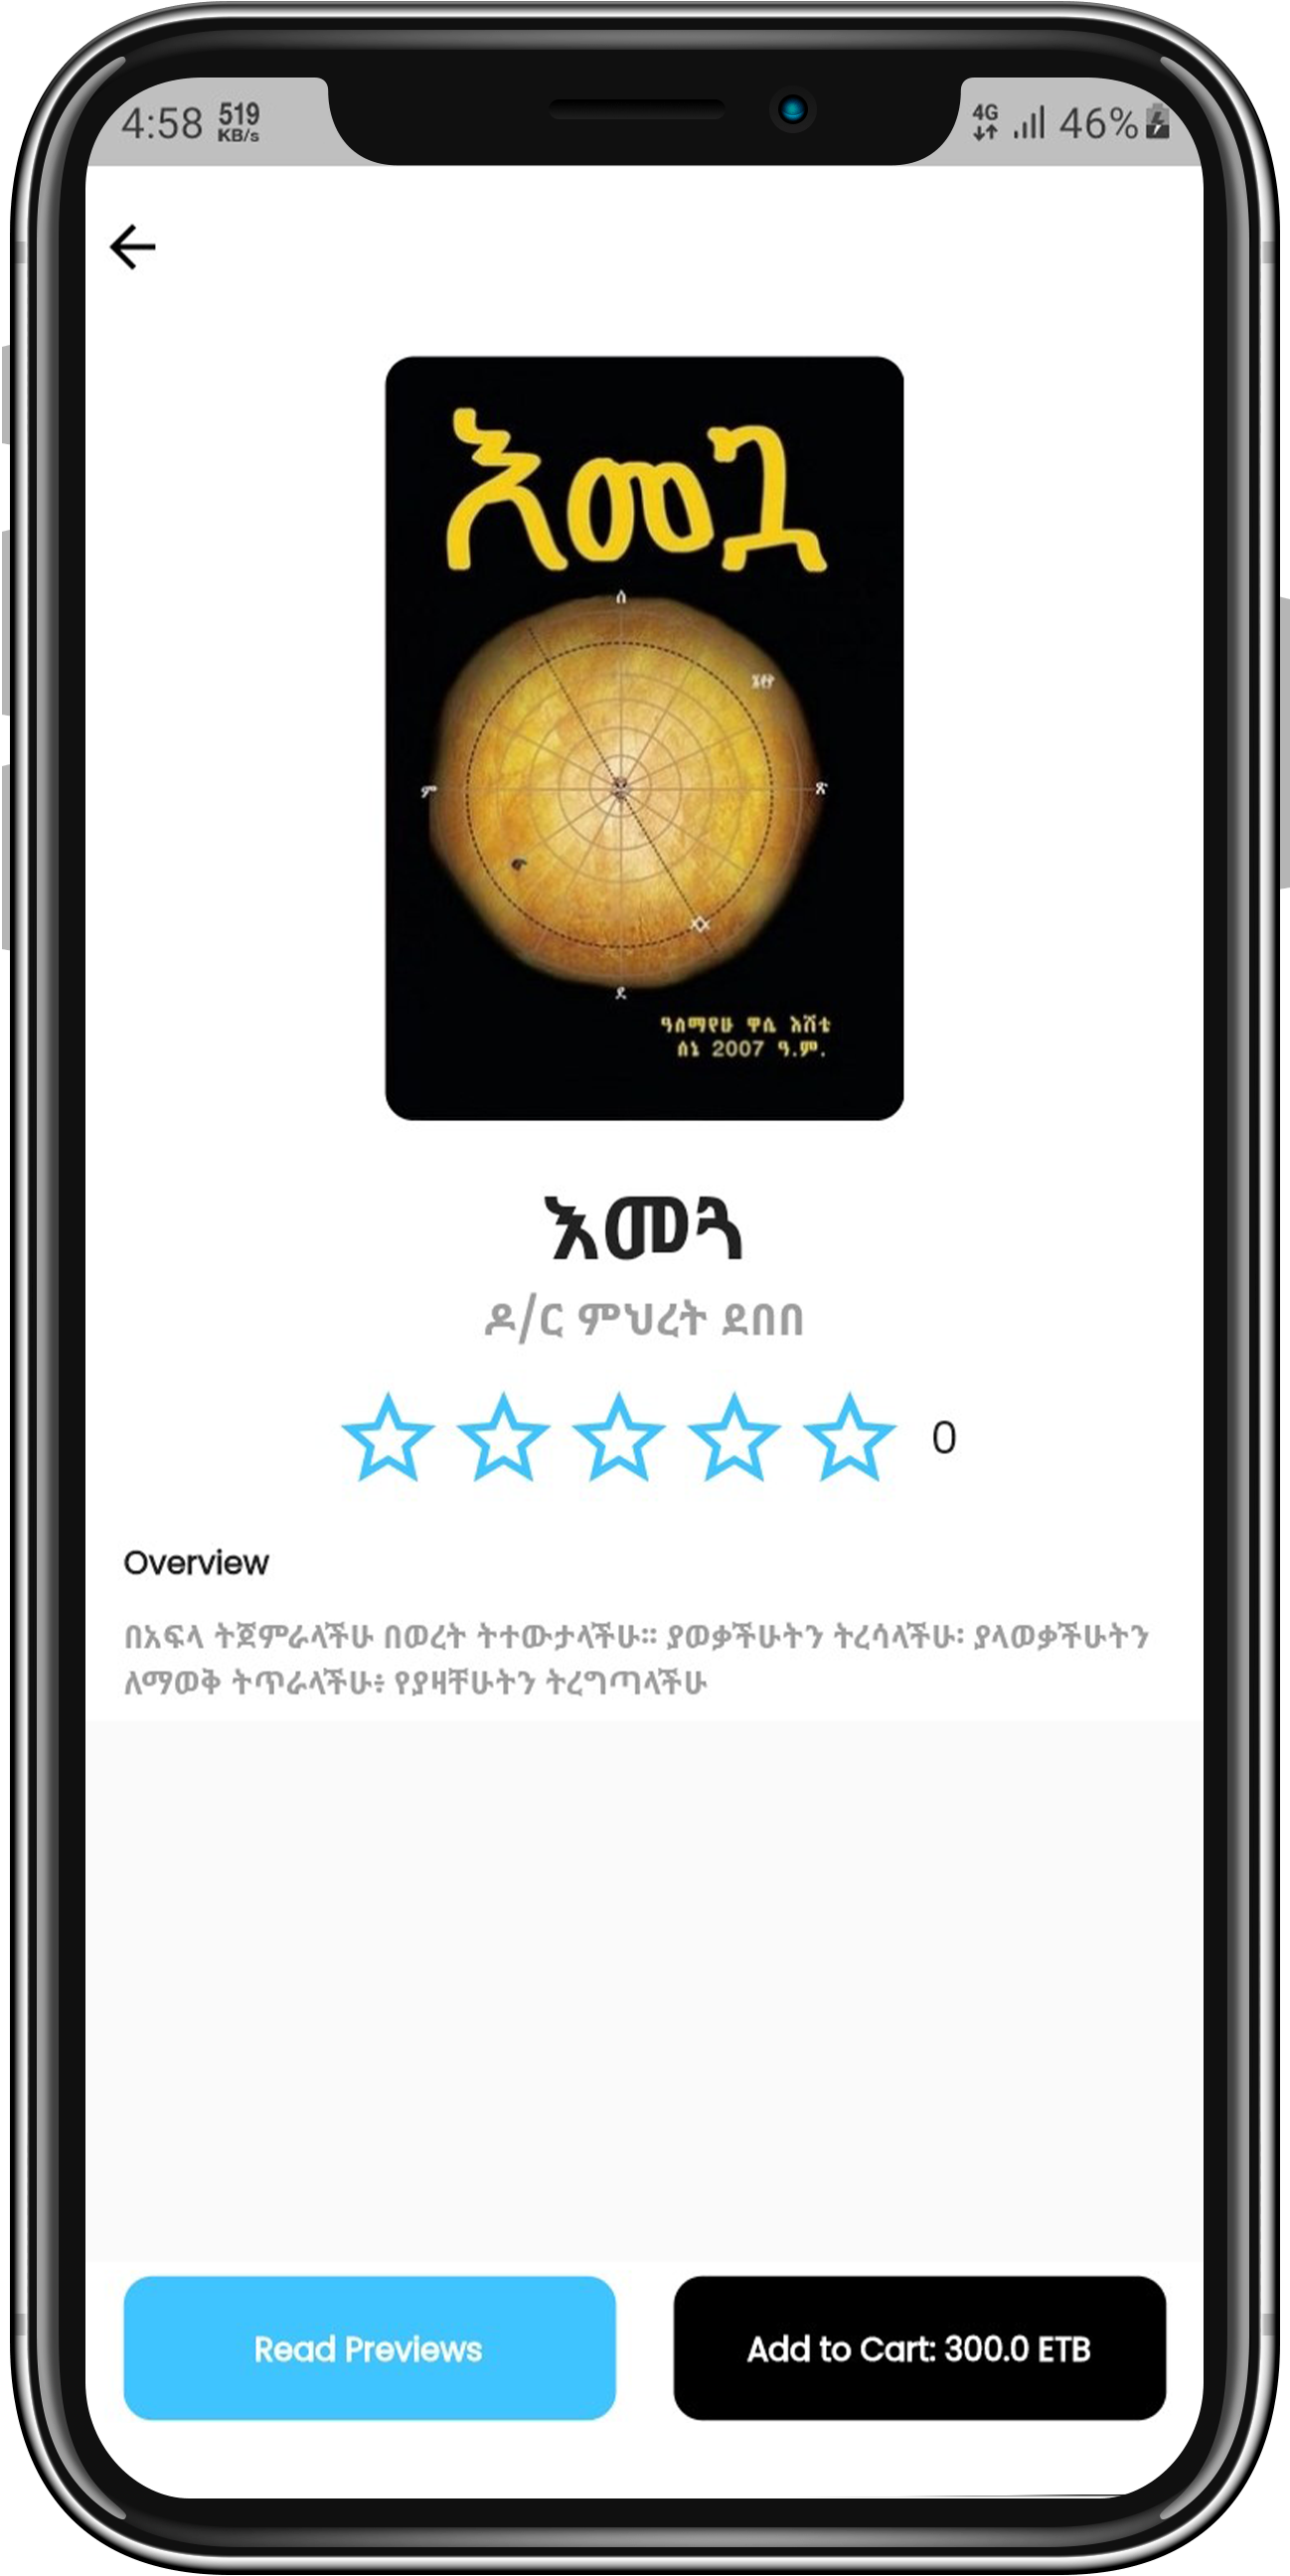 4:58 519 KB/s 4G 46%
እመጓ
ሰ
ም
ደ
ዓለማየሁ ዋሴ እሸቴ
ሰኔ 2007 ዓ.ም.
እመጓ
ዶ/ር ምህረት ደበበ
0
Overview
በአፍላ ትጀምራላችሁ በወረት ትተውታላችሁ። ያወቃችሁትን ትረሳላችሁ፡ ያላወቃችሁትን
ለማወቅ ትጥራላችሁ፥ የያዛቸሁትን ትረግጣላችሁ
Read Previews
Add to Cart: 300.0 ETB